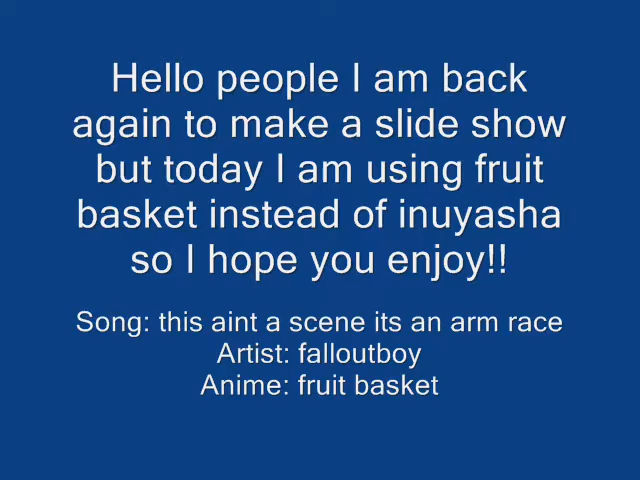 Hello people I am back
again to make a slide show
but today I am using fruit
basket instead of inuyasha
so I hope you enjoy!!
Song: this aint a scene its an arm race
Artist: falloutboy
Anime: fruit basket